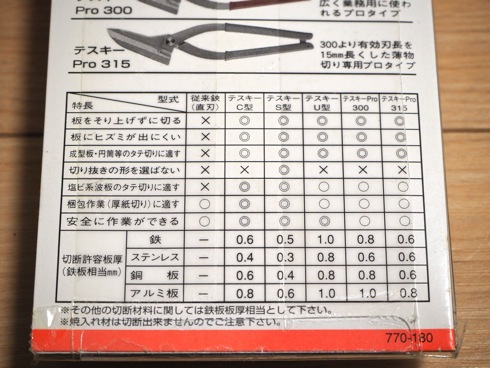 Pro 300
広く業務用に使わ
れるプロタイプ
テスキー
Pro 315
300より有効刃長を
15mm長くした薄物
切り専用プロタイプ
特長 型式 従来鋏(直刃) テスキーC型 テスキーS型 テスキーU型 テスキーPro300 テスキーPro315
板をそり上げずに切る × ◎ ◎ ◎ ◎ ◎
板にヒズミが出にくい × ◎ ◎ ◎ ◎ ◎
成型板・円筒等のタテ切りに適す × ◎ ◎ ◎ ◎ ◎
切り抜きの形を選ばない × × ◎ × × ×
塩ビ系波板のタテ切りに適す × ◎ ◎ ○ ○ ○
梱包作業(厚紙切り)に適す ○ ◎ ◎ ○ ○ ○
安全に作業ができる ○ ◎ ◎ ◎ ○ ○
切断許容板厚(鉄板相当mm)
鉄 − 0.6 0.5 1.0 0.8 0.6
ステンレス − 0.4 0.3 0.8 0.6 0.6
銅板 − 0.6 0.4 0.8 0.8 0.6
アルミ板 − 0.8 0.6 1.0 1.0 0.8
※その他の切断材料に関しては鉄板板厚相当として下さい。
※焼入れ材は切断出来ませんのでご注意下さい。
770-180